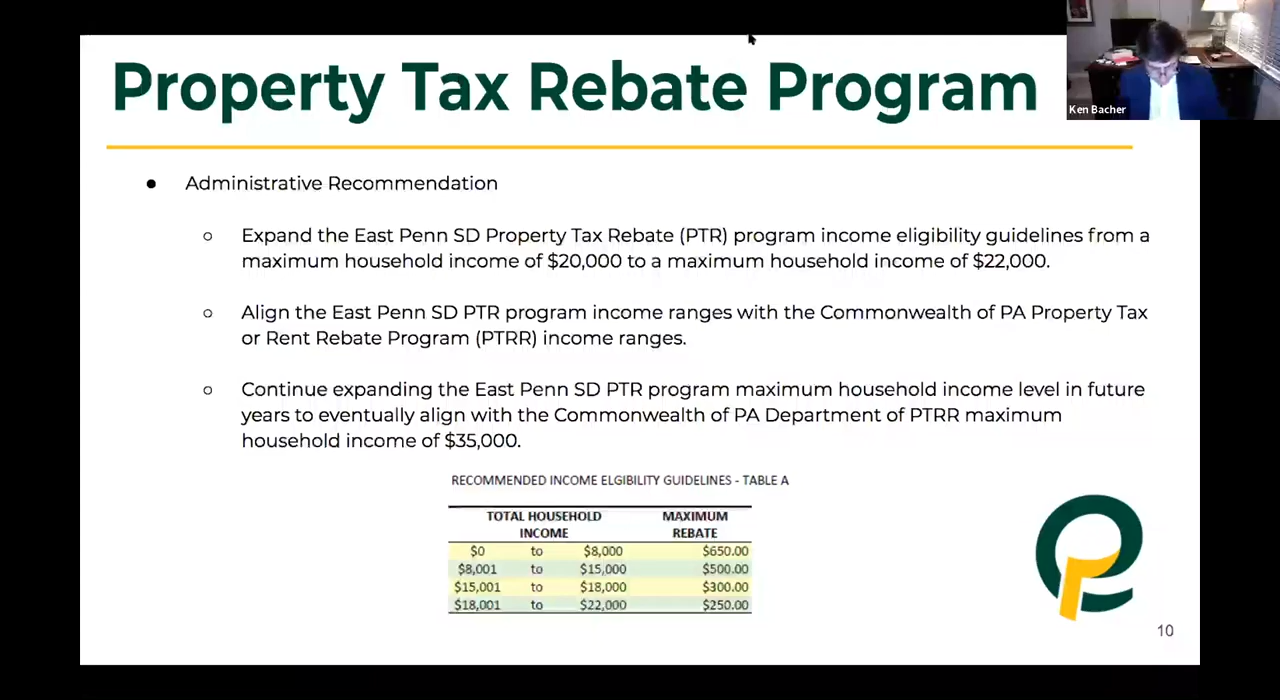 Property Tax Rebate Program
Ken Bacher
● Administrative Recommendation
○ Expand the East Penn SD Property Tax Rebate (PTR) program income eligibility guidelines from a
maximum household income of $20,000 to a maximum household income of $22,000.
○ Align the East Penn SD PTR program income ranges with the Commonwealth of PA Property Tax
or Rent Rebate Program (PTRR) income ranges.
○ Continue expanding the East Penn SD PTR program maximum household income level in future
years to eventually align with the Commonwealth of PA Department of PTRR maximum
household income of $35,000.
RECOMMENDED INCOME ELGIBILITY GUIDELINES - TABLE A
TOTAL HOUSEHOLD MAXIMUM
INCOME REBATE
$0 to $8,000 $650.00
$8,001 to $15,000 $500.00
$15,001 to $18,000 $300.00
$18,001 to $22,000 $250.00
10